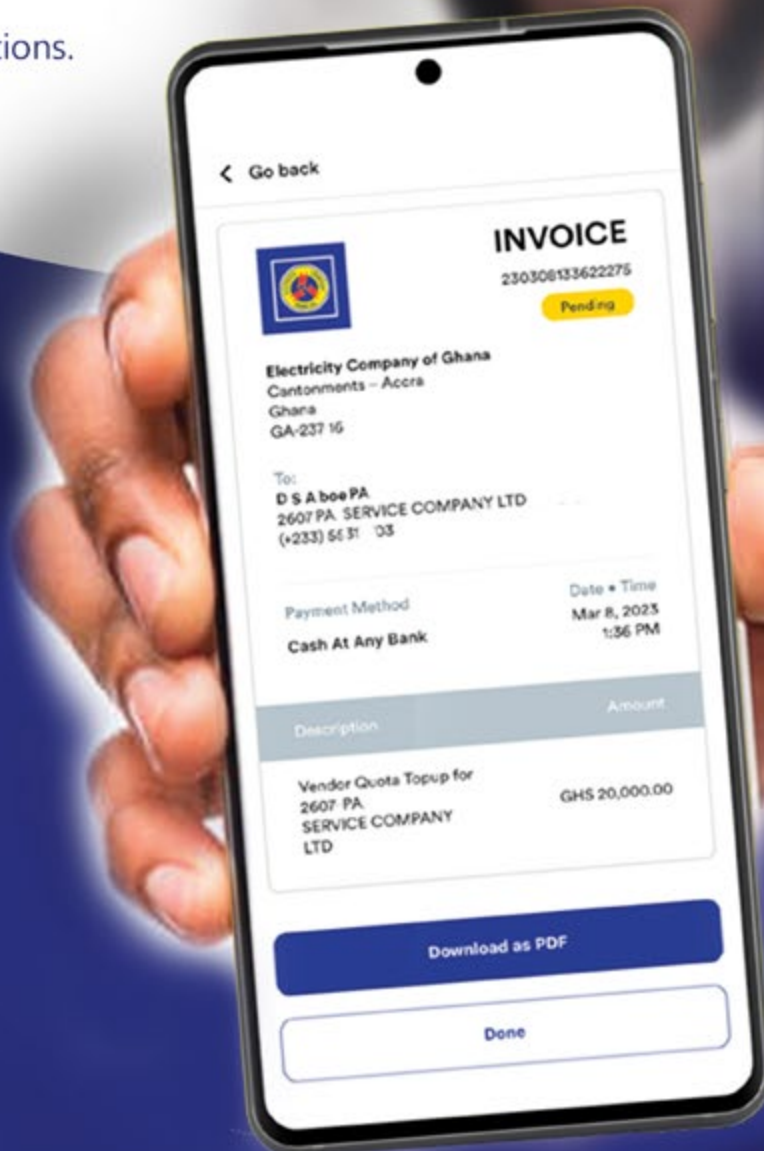 tions.
Go back
INVOICE
230308133622275
Pending
Electricity Company of Ghana
Cantonments – Accra
Ghana
GA-237 16
To:
D S A boe PA
2607 PA SERVICE COMPANY LTD
(+233)
Payment Method
Date • Time
Cash At Any Bank
Mar 8, 2023
1:36 PM
Description
Amount
Vendor Quota Topup for
2607 PA
GHS 20,000.00
SERVICE COMPANY
LTD
Download as PDF
Done